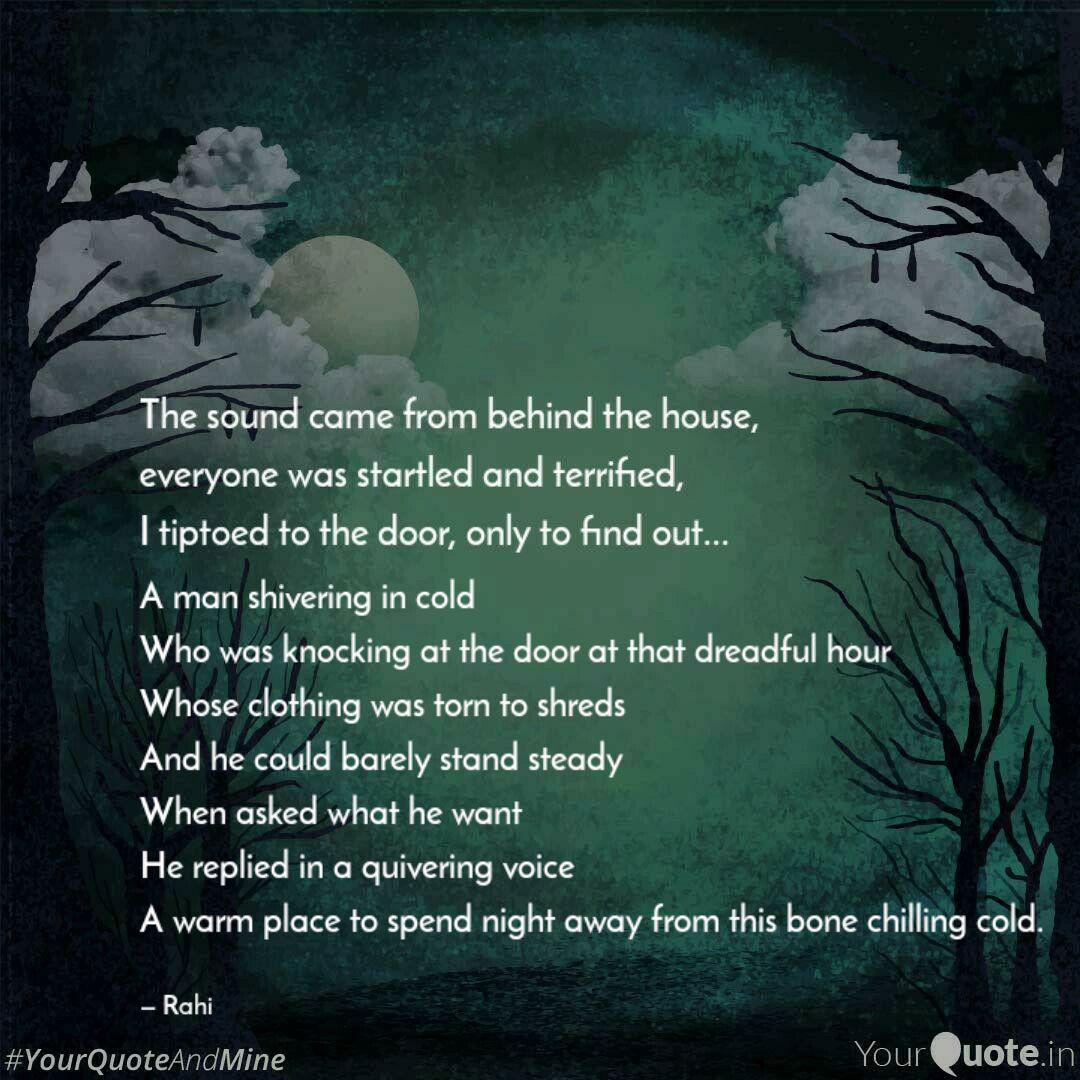 The sound came from behind the house,
everyone was startled and terrified,
I tiptoed to the door, only to find out...
A man shivering in cold
Who was knocking at the door at that dreadful hour
Whose clothing was torn to shreds
And he could barely stand steady
When asked what he want
He replied in a quivering voice
A warm place to spend night away from this bone chilling cold.
– Rahi
#YourQuoteAndMine
YourQuote.in